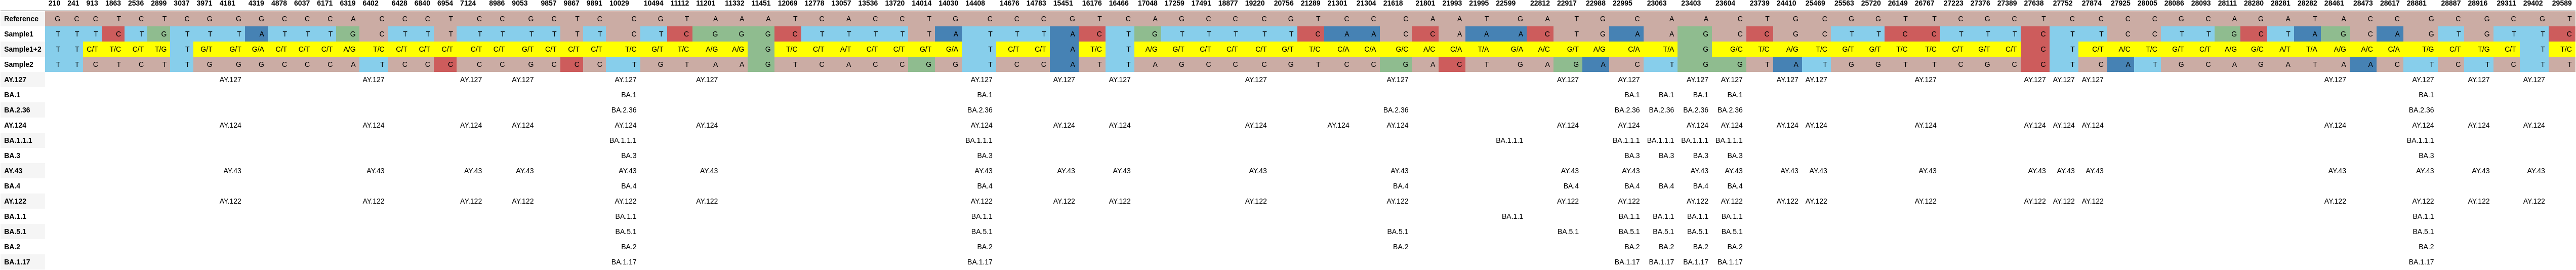 210 241 913 1863 2536 2899 3037 3971 4181 4319 4878 6037 6171 6319 6402 6428 6840 6954 7124 8986 9053 9857 9867 9891 10029 10494 11112 11201 11332 11451 12069 12778 13057 13536 13720 14014 14030 14408 14676 14783 15451 16176 16466 17048 17259 17491 18877 19220 20756 21289 21301 21304 21618 21801 21993 21995 22599 22812 22917 22988 22995 23063 23403 23604 23739 24410 25469 25563 25720 26149 26767 27223 27376 27387 27638 27752 27874 27925 28005 28086 28093 28111 28280 28281 28282 28461 28473 28617 28881 28887 28916 29311 29402 29589
Reference G C C T C T C G G G C C C A C C C T C C G C T C C G T A A A T C A C C T G C C C G T C A G C C C G T C C C A A T G T G C A A C T G C G T T C G C T C C C C G C A G A T A C C G C G C G T
Sample1 T T T C T G T T T A T T T G C T T T T T T T T T C T C G G G C T T T T T A T T T A C T G T T T T T C A A C C A A A C T G A A G C C G C T T C C T T T C T T C T T T G C T A G C A G T G T T C
Sample1+2 T T C/T T/C C/T T/G T G/T G/T G/A C/T C/T C/T A/G T/C C/T C/T C/T C/T C/T G/T C/T C/T C/T T/C G/T T/C A/G A/G G T/C C/T A/T C/T C/T T/G G/A T C/T C/T A T/C T A/G G/T C/T C/T C/T G/T T/C C/A C/A G/C A/C C/A T/A G/A A/C G/T A/G C/A T/A G G/C T/C A/G T/C G/T C/T T/C T/C C/T G/T C/T C T C/T A/C T/C G/T C/T A/G G/C A/T T/A A/G A/C C/A T/G C/T T/G C/T T T/C
Sample2 T T C T C T T G G G C C C A T C C C C C G C C C T G T A A G T C A C C G G T C C A T T A G C C C G T C C G A C T G A G A C T G G T A T G G T T C G C C T C A T G C A G A T A A C T C T C T T
AY.127 AY.127 AY.127 AY.127 AY.127 AY.127 AY.127 AY.127 AY.127 AY.127 AY.127 AY.127 AY.127 AY.127 AY.127 AY.127 AY.127 AY.127 AY.127 AY.127 AY.127 AY.127 AY.127 AY.127 AY.127 AY.127
BA.1 BA.1 BA.1 BA.1 BA.1 BA.1 BA.1 BA.1
BA.2.36 BA.2.36 BA.2.36 BA.2.36 BA.2.36 BA.2.36 BA.2.36 BA.2.36 BA.2.36
AY.124 AY.124 AY.124 AY.124 AY.124 AY.124 AY.124 AY.124 AY.124 AY.124 AY.124 AY.124 AY.124 AY.124 AY.124 AY.124 AY.124 AY.124 AY.124 AY.124 AY.124 AY.124 AY.124 AY.124 AY.124 AY.124 AY.124
BA.1.1.1 BA.1.1.1 BA.1.1.1 BA.1.1.1 BA.1.1.1 BA.1.1.1 BA.1.1.1 BA.1.1.1 BA.1.1.1
BA.3 BA.3 BA.3 BA.3 BA.3 BA.3 BA.3 BA.3
AY.43 AY.43 AY.43 AY.43 AY.43 AY.43 AY.43 AY.43 AY.43 AY.43 AY.43 AY.43 AY.43 AY.43 AY.43 AY.43 AY.43 AY.43 AY.43 AY.43 AY.43 AY.43 AY.43 AY.43 AY.43 AY.43
BA.4 BA.4 BA.4 BA.4 BA.4 BA.4 BA.4 BA.4 BA.4 BA.4
AY.122 AY.122 AY.122 AY.122 AY.122 AY.122 AY.122 AY.122 AY.122 AY.122 AY.122 AY.122 AY.122 AY.122 AY.122 AY.122 AY.122 AY.122 AY.122 AY.122 AY.122 AY.122 AY.122 AY.122 AY.122 AY.122
BA.1.1 BA.1.1 BA.1.1 BA.1.1 BA.1.1 BA.1.1 BA.1.1 BA.1.1 BA.1.1
BA.5.1 BA.5.1 BA.5.1 BA.5.1 BA.5.1 BA.5.1 BA.5.1 BA.5.1 BA.5.1 BA.5.1
BA.2 BA.2 BA.2 BA.2 BA.2 BA.2 BA.2 BA.2 BA.2
BA.1.17 BA.1.17 BA.1.17 BA.1.17 BA.1.17 BA.1.17 BA.1.17 BA.1.17